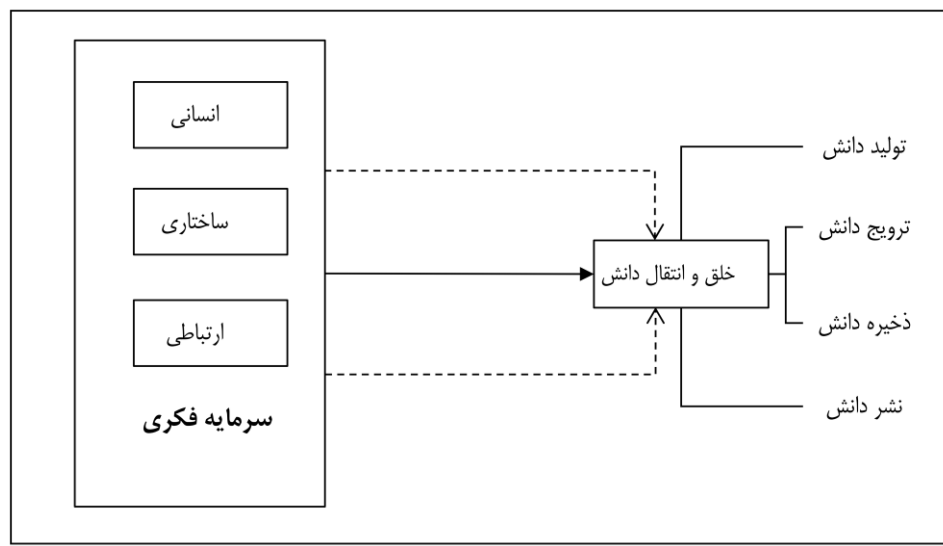 انسانی
ساختاری
ارتباطی
سرمایه فکری
خلق و انتقال دانش
تولید دانش
ترویج دانش
ذخیره دانش
نشر دانش